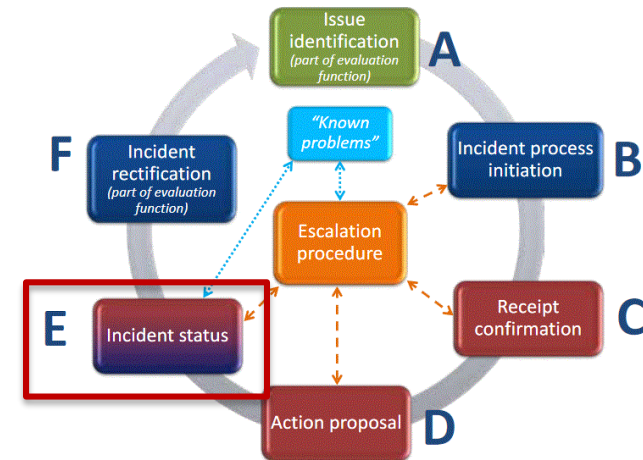 Issue
identification
(part of evaluation
function)
A
"Known
problems"
F
Incident
rectification
(part of evaluation
function)
Incident process
initiation
B
Escalation
procedure
E
Incident status
Receipt
confirmation
C
Action proposal
D